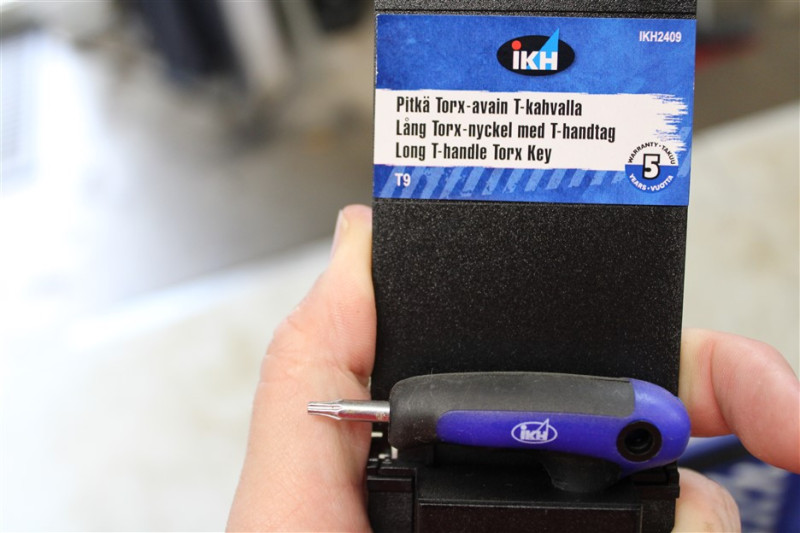 IKH
IKH2409
Pitkä Torx-avain T-kahvalla
Lång Torx-nyckel med T-handtag
Long T-handle Torx Key
T9
WARRANTY • TAKUU
5
YEARS • VUOTTA
IKH